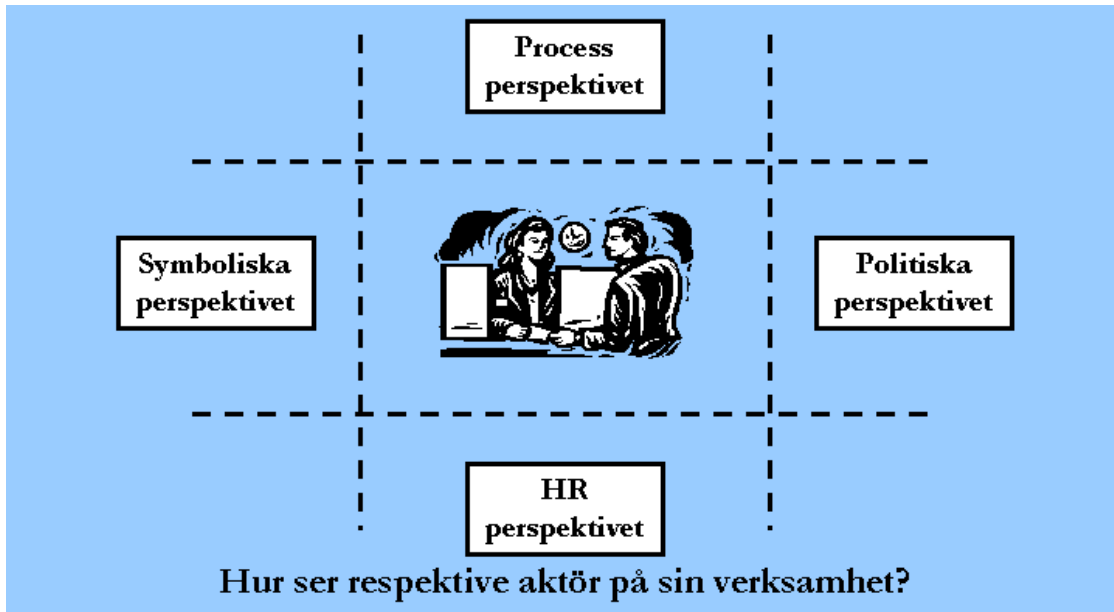 Process
perspektivet
Symboliska
perspektivet
Politiska
perspektivet
HR
perspektivet
Hur ser respektive aktör på sin verksamhet?